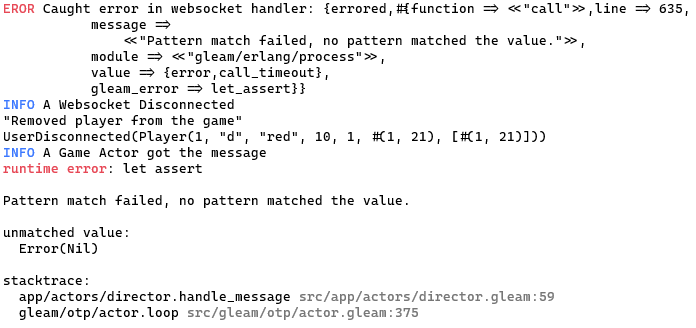 EROR Caught error in websocket handler: {errored,#{function => <<"call">>,line => 635,
message =>
<<"Pattern match failed, no pattern matched the value.">>,
module => <<"gleam/erlang/process">>,
value => {error,call_timeout},
gleam_error => let_assert}}
INFO A Websocket Disconnected
"Removed player from the game"
UserDisconnected(Player(1, "d", "red", 10, 1, #(1, 21), [#(1, 21)]))
INFO A Game Actor got the message
runtime error: let assert
Pattern match failed, no pattern matched the value.
unmatched value:
Error(Nil)
stacktrace:
app/actors/director.handle_message src/app/actors/director.gleam:59
gleam/otp/actor.loop src/gleam/otp/actor.gleam:375